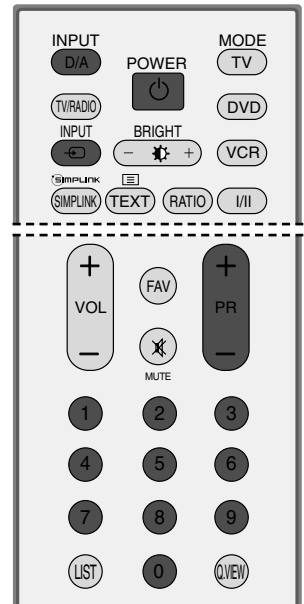 INPUT MODE
D/A POWER TV
TV/RADIO DVD
INPUT BRIGHT
- + VCR
SIMPLINK
SIMPLINK TEXT RATIO I/II
+ +
FAV
VOL PR
- -
MUTE
1 2 3
4 5 6
7 8 9
LIST 0 Q.VIEW